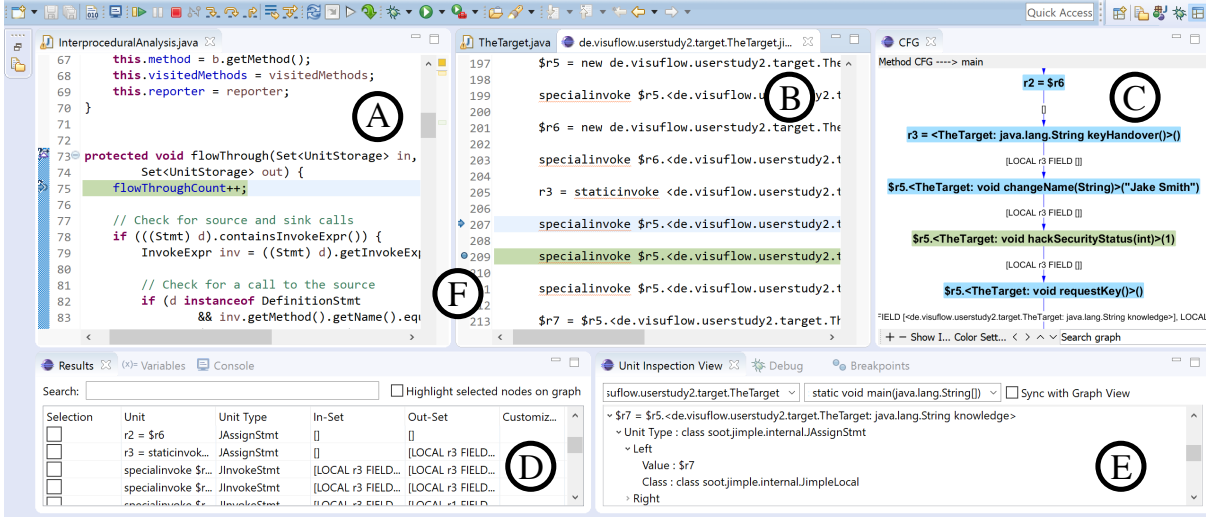 Quick Access
InterproceduralAnalysis.java
67 this.method = b.getMethod();
68 this.visitedMethods = visitedMethods;
69 this.reporter = reporter;
70 }
71
72
73 protected void flowThrough(Set<UnitStorage> in,
74 Set<UnitStorage> out) {
75 flowThroughCount++;
76
77 // Check for source and sink calls
78 if (((Stmt) d).containsInvokeExpr()) {
79 InvokeExpr inv = ((Stmt) d).getInvokeExp
80
81 // Check for a call to the source
82 if (d instanceof DefinitionStmt
83 && inv.getMethod().getName().equ
A
TheTarget.java
de.visuflow.userstudy2.target.TheTarget.ji...
197 $r5 = new de.visuflow.userstudy2.target.The
198
199 specialinvoke $r5.<de.visuflow. y2.t
200
201 $r6 = new de.visuflow.userstudy2.target.The
202
203 specialinvoke $r6.<de.visuflow.userstudy2.t
204
205 r3 = staticinvoke <de.visuflow.userstudy2.t
206
207 specialinvoke $r5.<de.visuflow.userstudy2.t
208
209 specialinvoke $r5.<de.visuflow.userstudy2.t
210
specialinvoke $r5.<de.visuflow.userstudy2.t
213 $r7 = $r5.<de.visuflow.userstudy2.target.Th
B
F
CFG
Method CFG ----> main
r2 = $r6
[]
r3 = <TheTarget: java.lang.String keyHandover()>()
[LOCAL r3 FIELD []]
$r5.<TheTarget: void changeName(String)>("Jake Smith")
[LOCAL r3 FIELD []]
$r5.<TheTarget: void hackSecurityStatus(int)>(1)
[LOCAL r3 FIELD []]
$r5.<TheTarget: void requestKey()>()
FIELD [<de.visuflow.userstudy2.target.TheTarget: java.lang.String knowledge>], LOCAL
+ − Show I... Color Sett... < > Search graph
C
Results (x)= Variables Console
Search: Highlight selected nodes on graph
Selection Unit Unit Type In-Set Out-Set Customiz...
r2 = $r6 JAssignStmt [] []
r3 = staticinvok... JAssignStmt [] [LOCAL r3 FIELD...
specialinvoke $r... JInvokeStmt [LOCAL r3 FIELD... [LOCAL r3 FIELD...
specialinvoke $r... JInvokeStmt [LOCAL r3 FIELD... [LOCAL r3 FIELD...
specialinvoke $r... JInvokeStmt [LOCAL r3 FIELD... [LOCAL r1 FIELD...
D
Unit Inspection View Debug Breakpoints
suflow.userstudy2.target.TheTarget static void main(java.lang.String[]) Sync with Graph View
$r7 = $r5.<de.visuflow.userstudy2.target.TheTarget: java.lang.String knowledge>
Unit Type : class soot.jimple.internal.JAssignStmt
Left
Value : $r7
Class : class soot.jimple.internal.JimpleLocal
Right
E